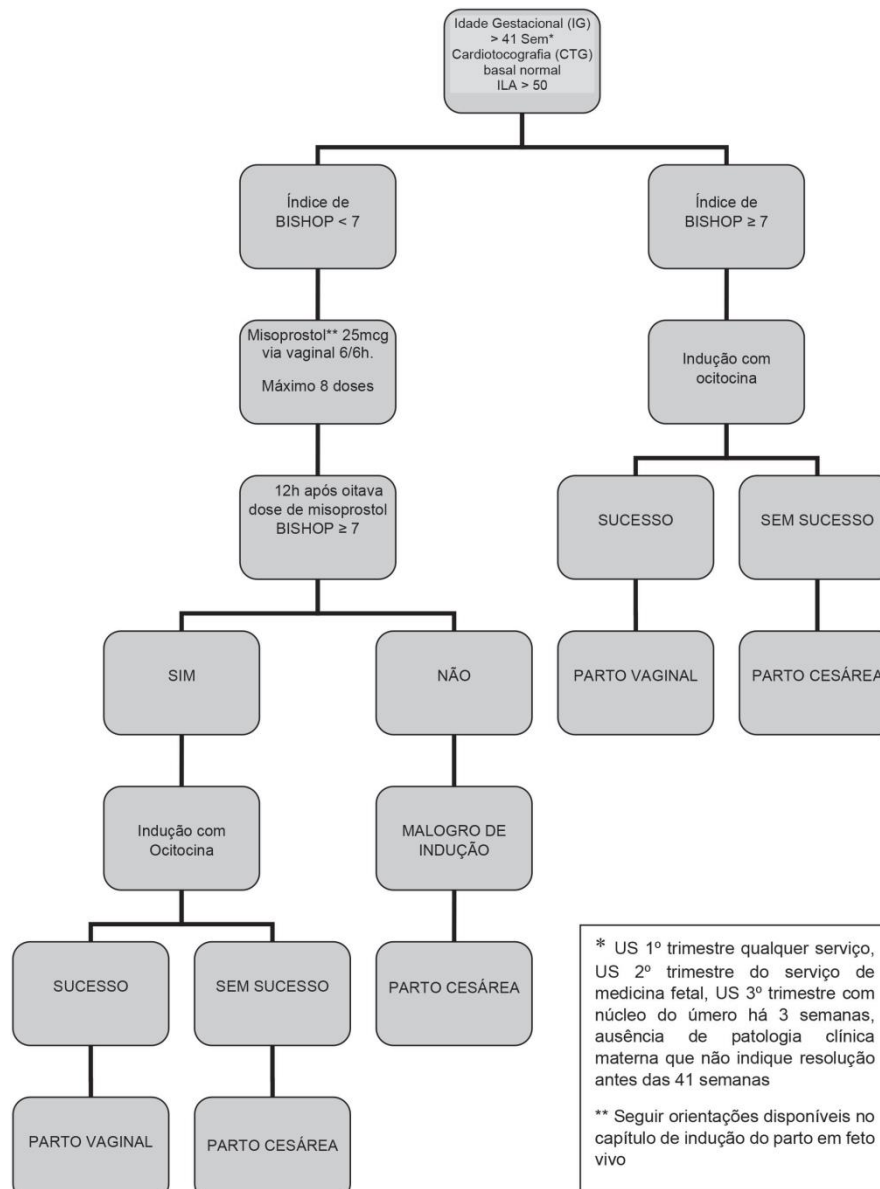 Idade Gestacional (IG)
> 41 Sem*
Cardiotocografia (CTG)
basal normal
ILA > 50
Índice de
BISHOP < 7
Índice de
BISHOP ≥ 7
Misoprostol** 25mcg
via vaginal 6/6h.
Máximo 8 doses
Indução com
ocitocina
12h após oitava
dose de misoprostol
BISHOP ≥ 7
SUCESSO
SEM SUCESSO
SIM
NÃO
PARTO VAGINAL
PARTO CESÁREA
Indução com
Ocitocina
MALOGRO DE
INDUÇÃO
SUCESSO
SEM SUCESSO
PARTO CESÁREA
PARTO VAGINAL
PARTO CESÁREA
* US 1º trimestre qualquer serviço,
US 2º trimestre do serviço de
medicina fetal, US 3º trimestre com
núcleo do úmero há 3 semanas,
ausência de patologia clínica
materna que não indique resolução
antes das 41 semanas
** Seguir orientações disponíveis no
capítulo de indução do parto em feto
vivo